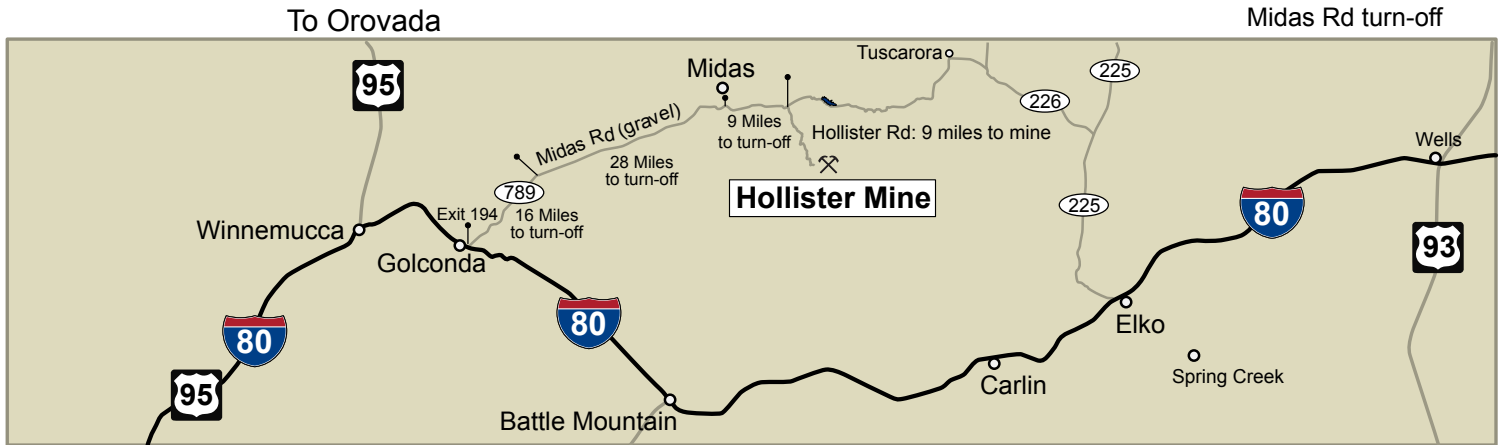 To Orovada
Midas Rd turn-off
95
Midas
Tuscarora
225
226
Midas Rd (gravel)
9 Miles
to turn-off
Hollister Rd: 9 miles to mine
28 Miles
to turn-off
Wells
789
Hollister Mine
225
80
Exit 194
16 Miles
to turn-off
Winnemucca
Golconda
93
80
80
Elko
95
Carlin
Spring Creek
Battle Mountain